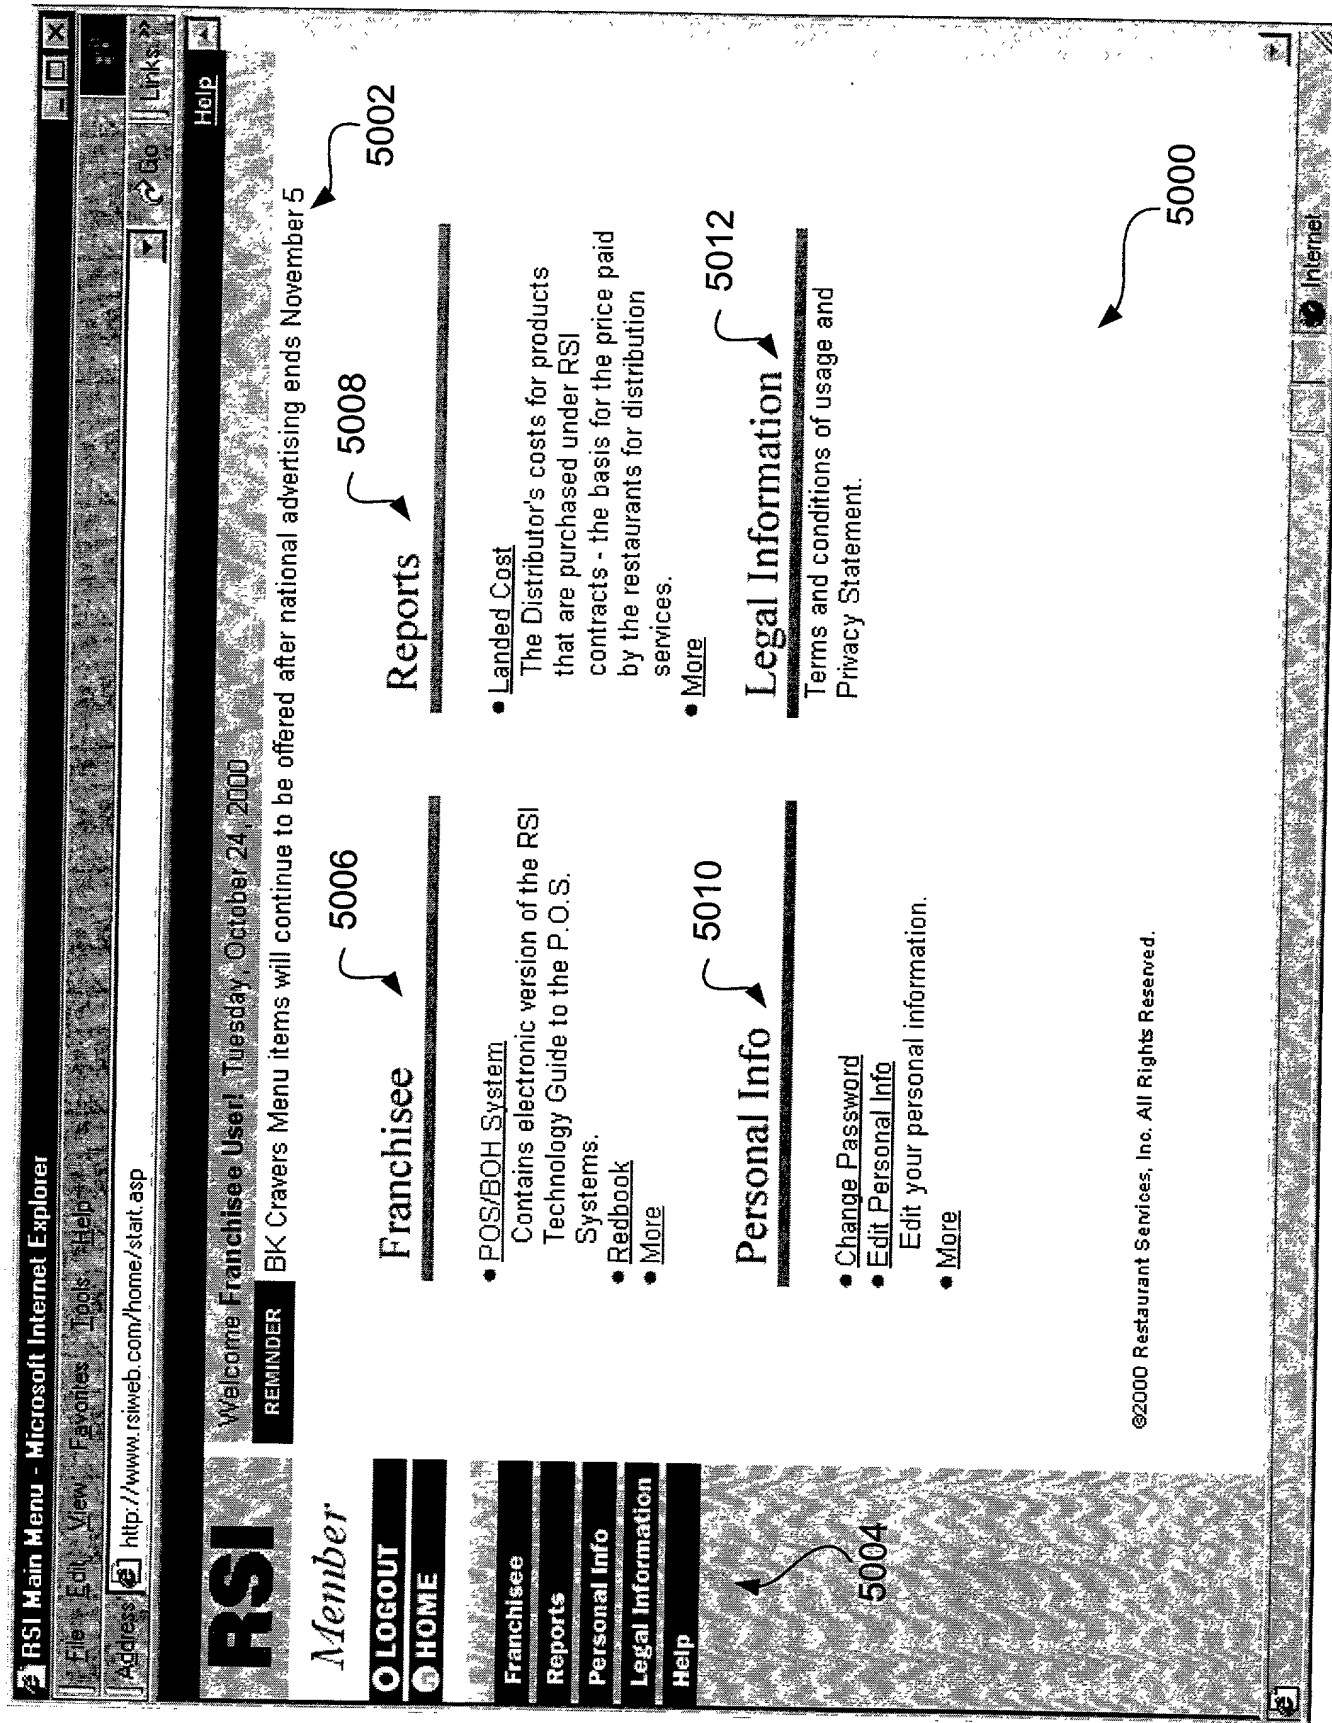 RSI Main Menu - Microsoft Internet Explorer
File Edit View Favorites Tools Help
Address http://www.rsiweb.com/home/start.asp Go Links »
Help
RSI
Welcome Franchisee User! Tuesday, October 24, 2000
REMINDER BK Cravers Menu items will continue to be offered after national advertising ends November 5
5002
Member
LOGOUT
HOME
Franchisee
Reports
Personal Info
Legal Information
Help
5004
Franchisee
5006
• POS/BOH System
Contains electronic version of the RSI
Technology Guide to the P.O.S.
Systems.
• Redbook
• More
Reports
5008
• Landed Cost
The Distributor's costs for products
that are purchased under RSI
contracts - the basis for the price paid
by the restaurants for distribution
services.
• More
Personal Info
5010
• Change Password
• Edit Personal Info
Edit your personal information.
• More
Legal Information
5012
Terms and conditions of usage and
Privacy Statement.
5000
©2000 Restaurant Services, Inc. All Rights Reserved.
Internet